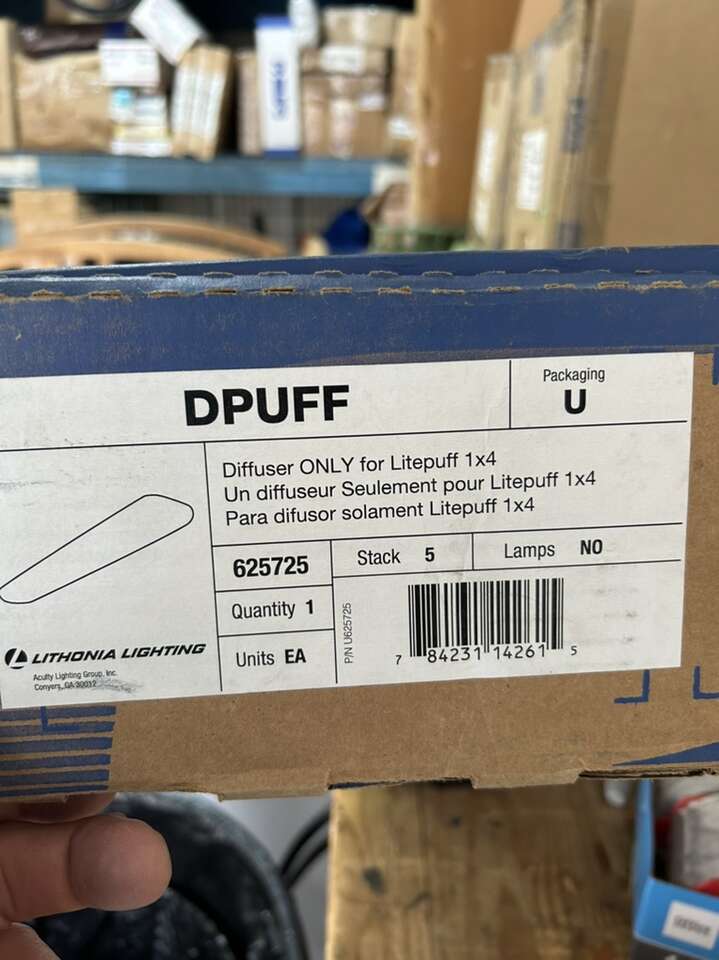 DPUFF
Packaging
U
Diffuser ONLY for Litepuff 1x4
Un diffuseur Seulement pour Litepuff 1x4
Para difusor solament Litepuff 1x4
625725
Stack 5
Lamps NO
Quantity 1
Units EA
P/N U625725
7 84231 14261 5
LITHONIA LIGHTING
Acuity Lighting Group, Inc.
Conyers, GA 30012